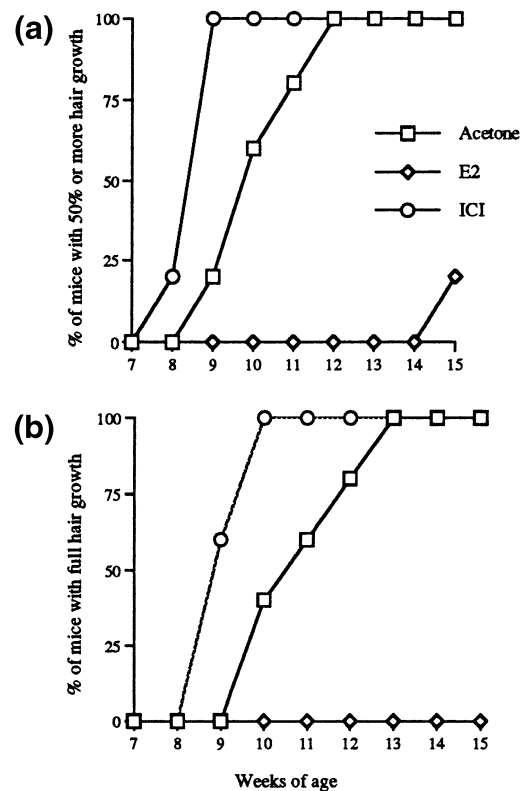 (a)
% of mice with 50% or more hair growth
100
75
50
25
0
7 8 9 10 11 12 13 14 15
Acetone
E2
ICI
(b)
% of mice with full hair growth
100
75
50
25
0
7 8 9 10 11 12 13 14 15
Weeks of age